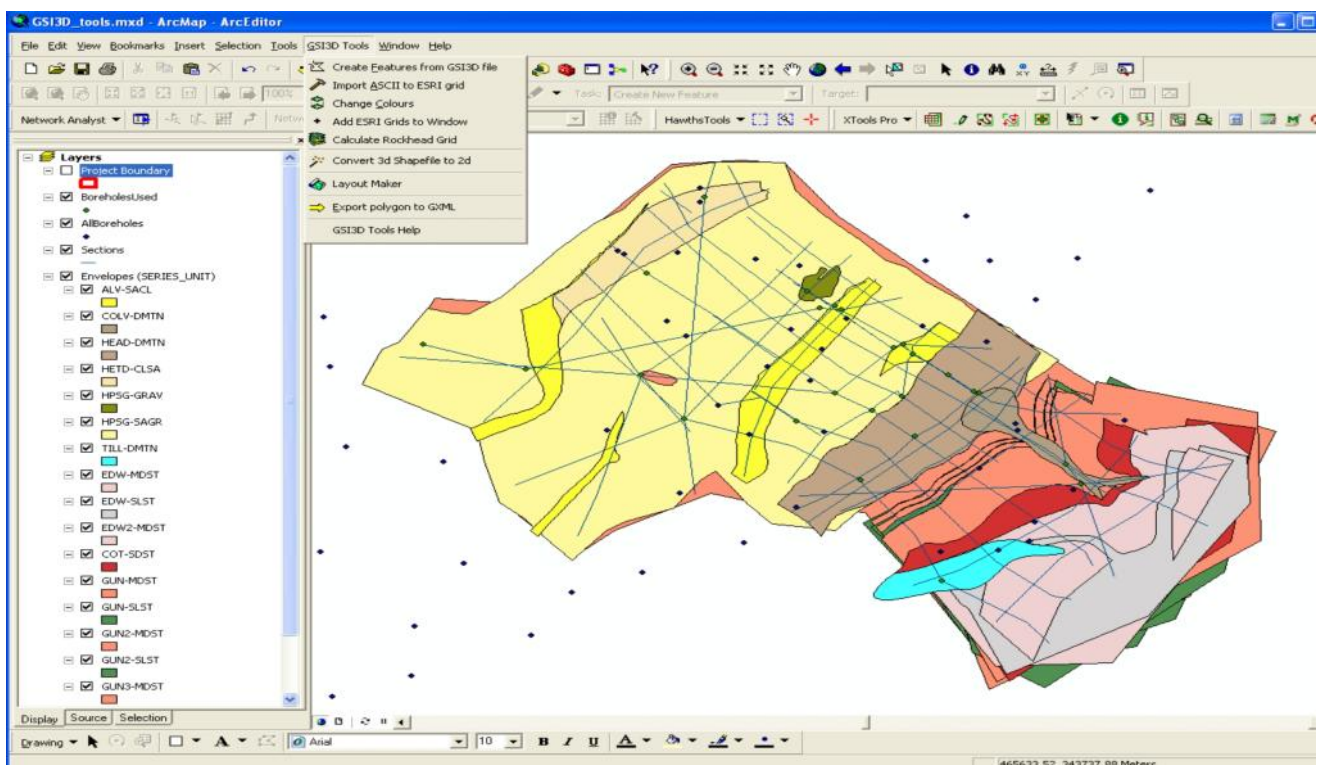 GSI3D_tools.mxd - ArcMap - ArcEditor
File Edit View Bookmarks Insert Selection Tools GSI3D Tools Window Help
Create Features from GSI3D file
Import ASCII to ESRI grid
Change Colours
Add ESRI Grids to Window
Calculate Rockhead Grid
Convert 3d Shapefile to 2d
Layout Maker
Export polygon to GXML
GSI3D Tools Help
100%
Task: Create New Feature Target:
Network Analyst
HawthsTools XTools Pro
Layers
Project Boundary
BoreholesUsed
AllBoreholes
Sections
Envelopes (SERIES_UNIT)
ALV-SACL
COLV-DMTN
HEAD-DMTN
HETD-CLSA
HPSG-GRAV
HPSG-SAGR
TILL-DMTN
EDW-MDST
EDW-SLST
EDW2-MDST
COT-SDST
GUN-MDST
GUN-SLST
GUN2-MDST
GUN2-SLST
GUN3-MDST
Display Source Selection
Drawing A Arial 10 B I U A